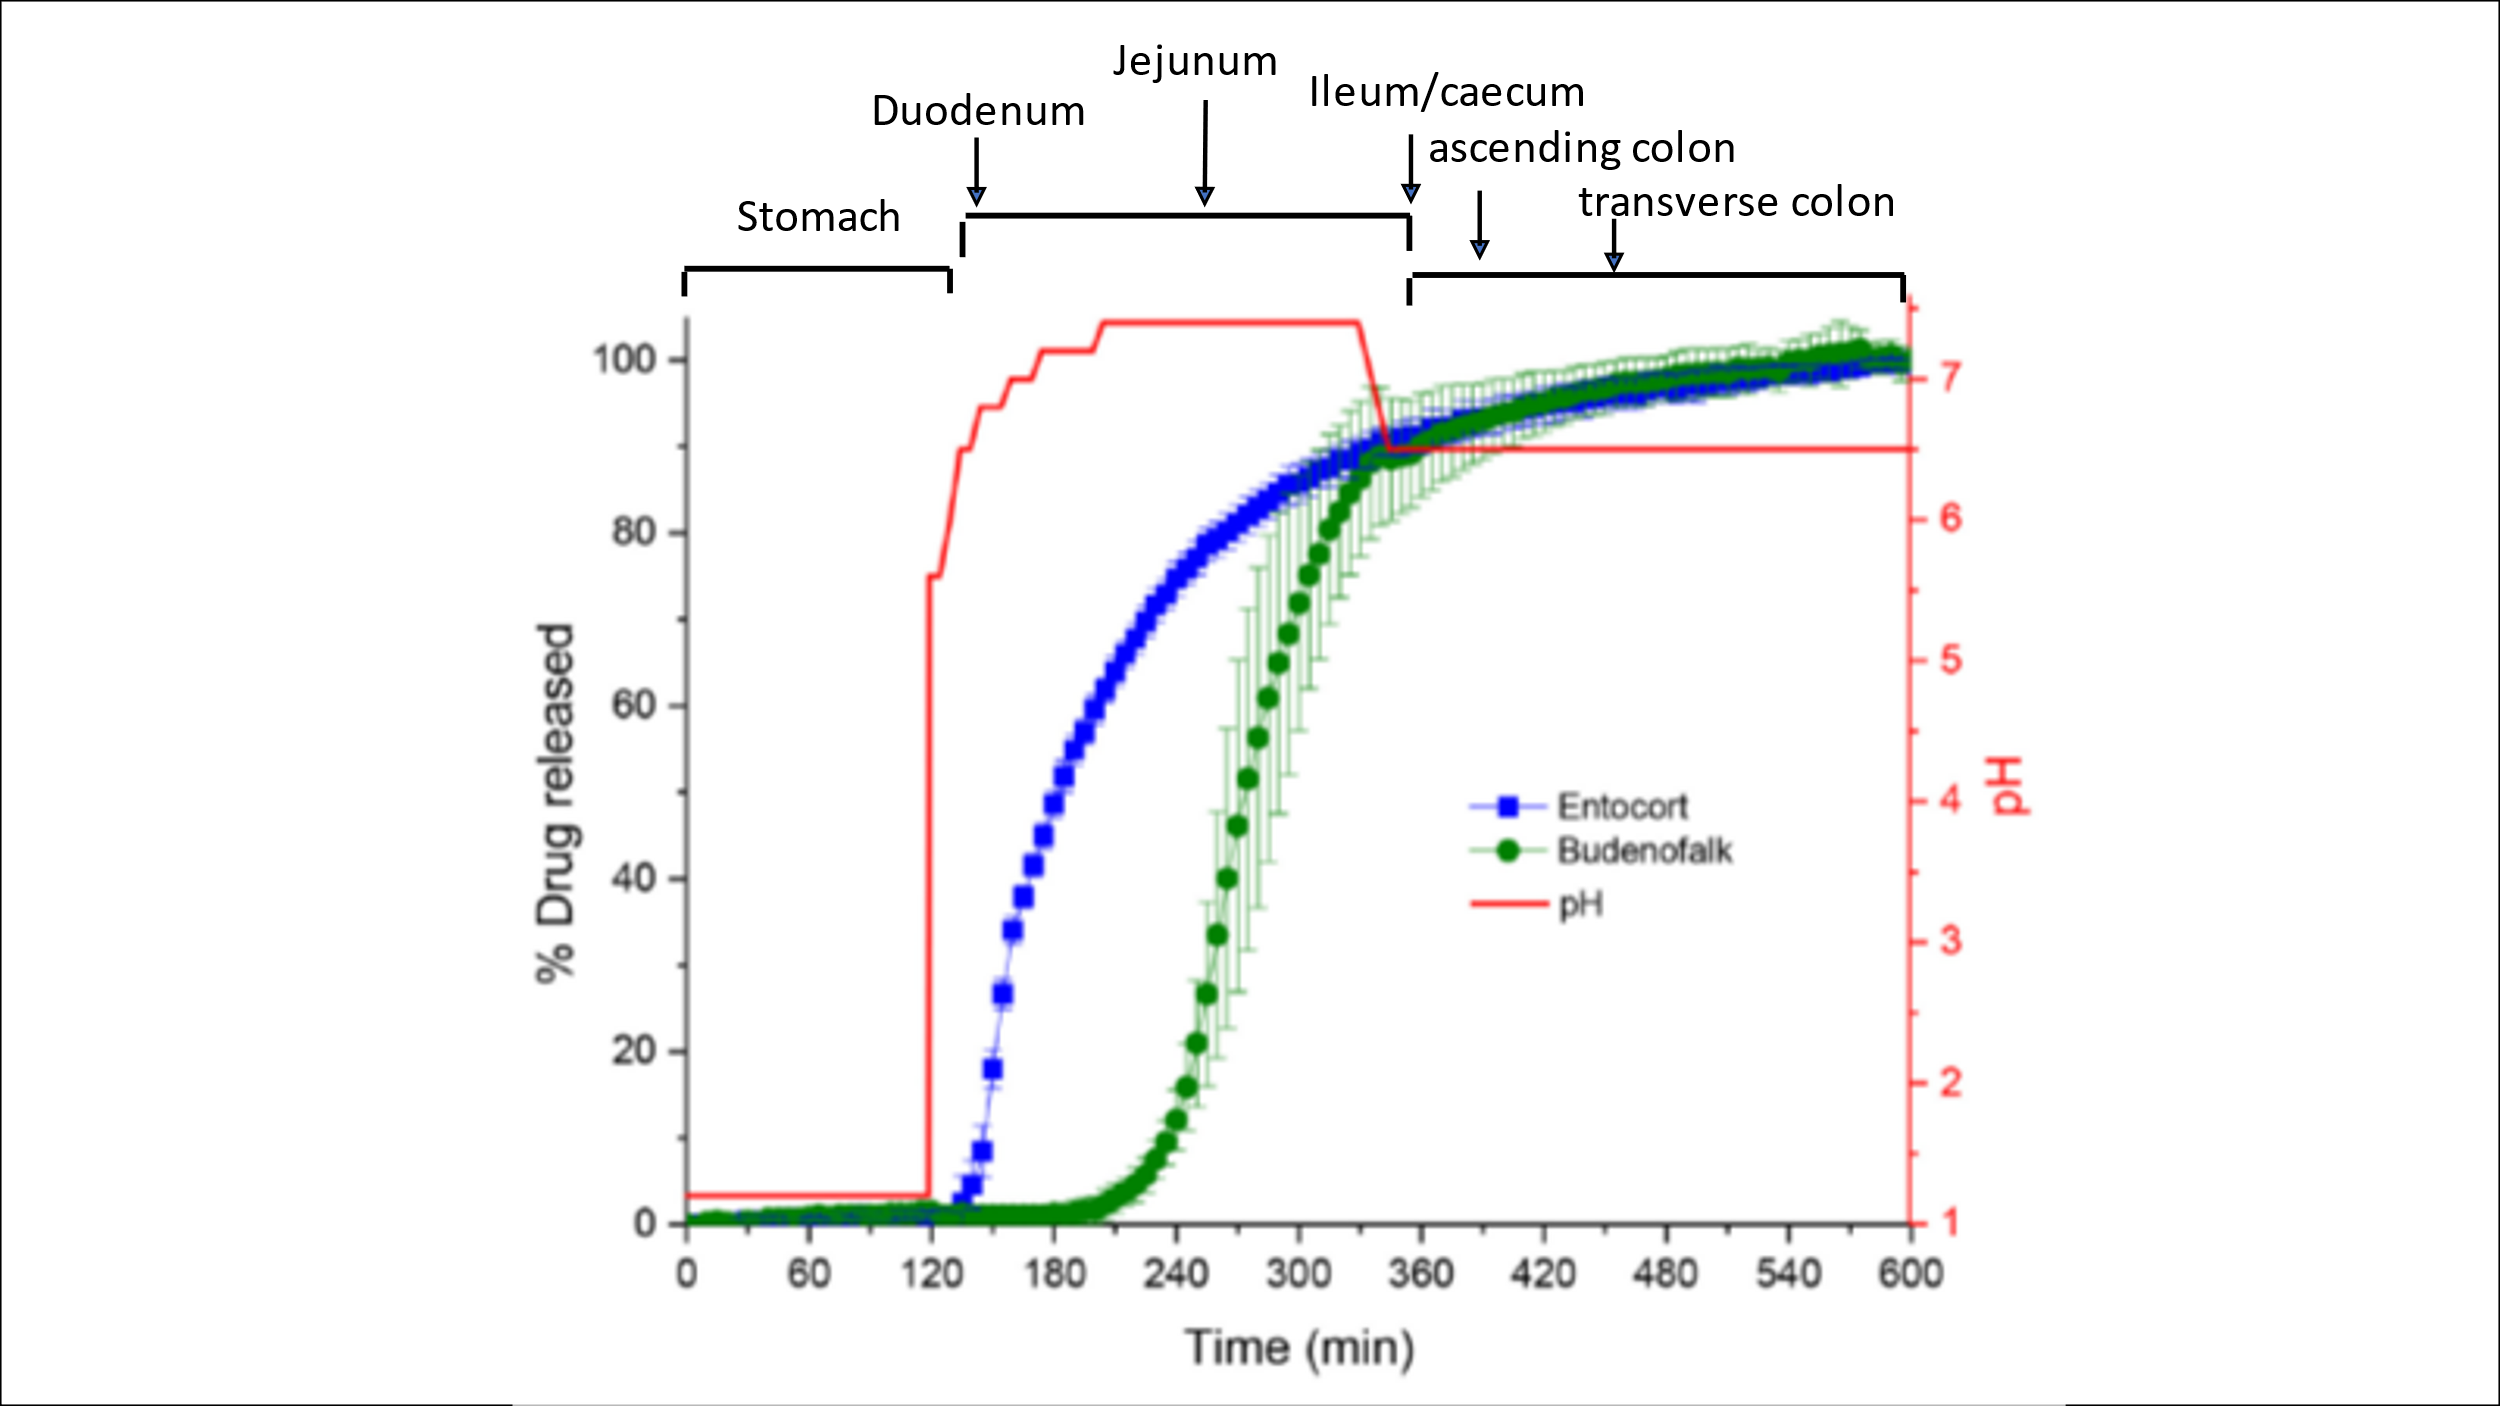 Jejunum
Ileum/caecum
Duodenum
ascending colon
transverse colon
Stomach
100
80
60
40
20
0
% Drug released
7
6
5
4
3
2
1
pH
Entocort
Budenofalk
pH
0 60 120 180 240 300 360 420 480 540 600
Time (min)